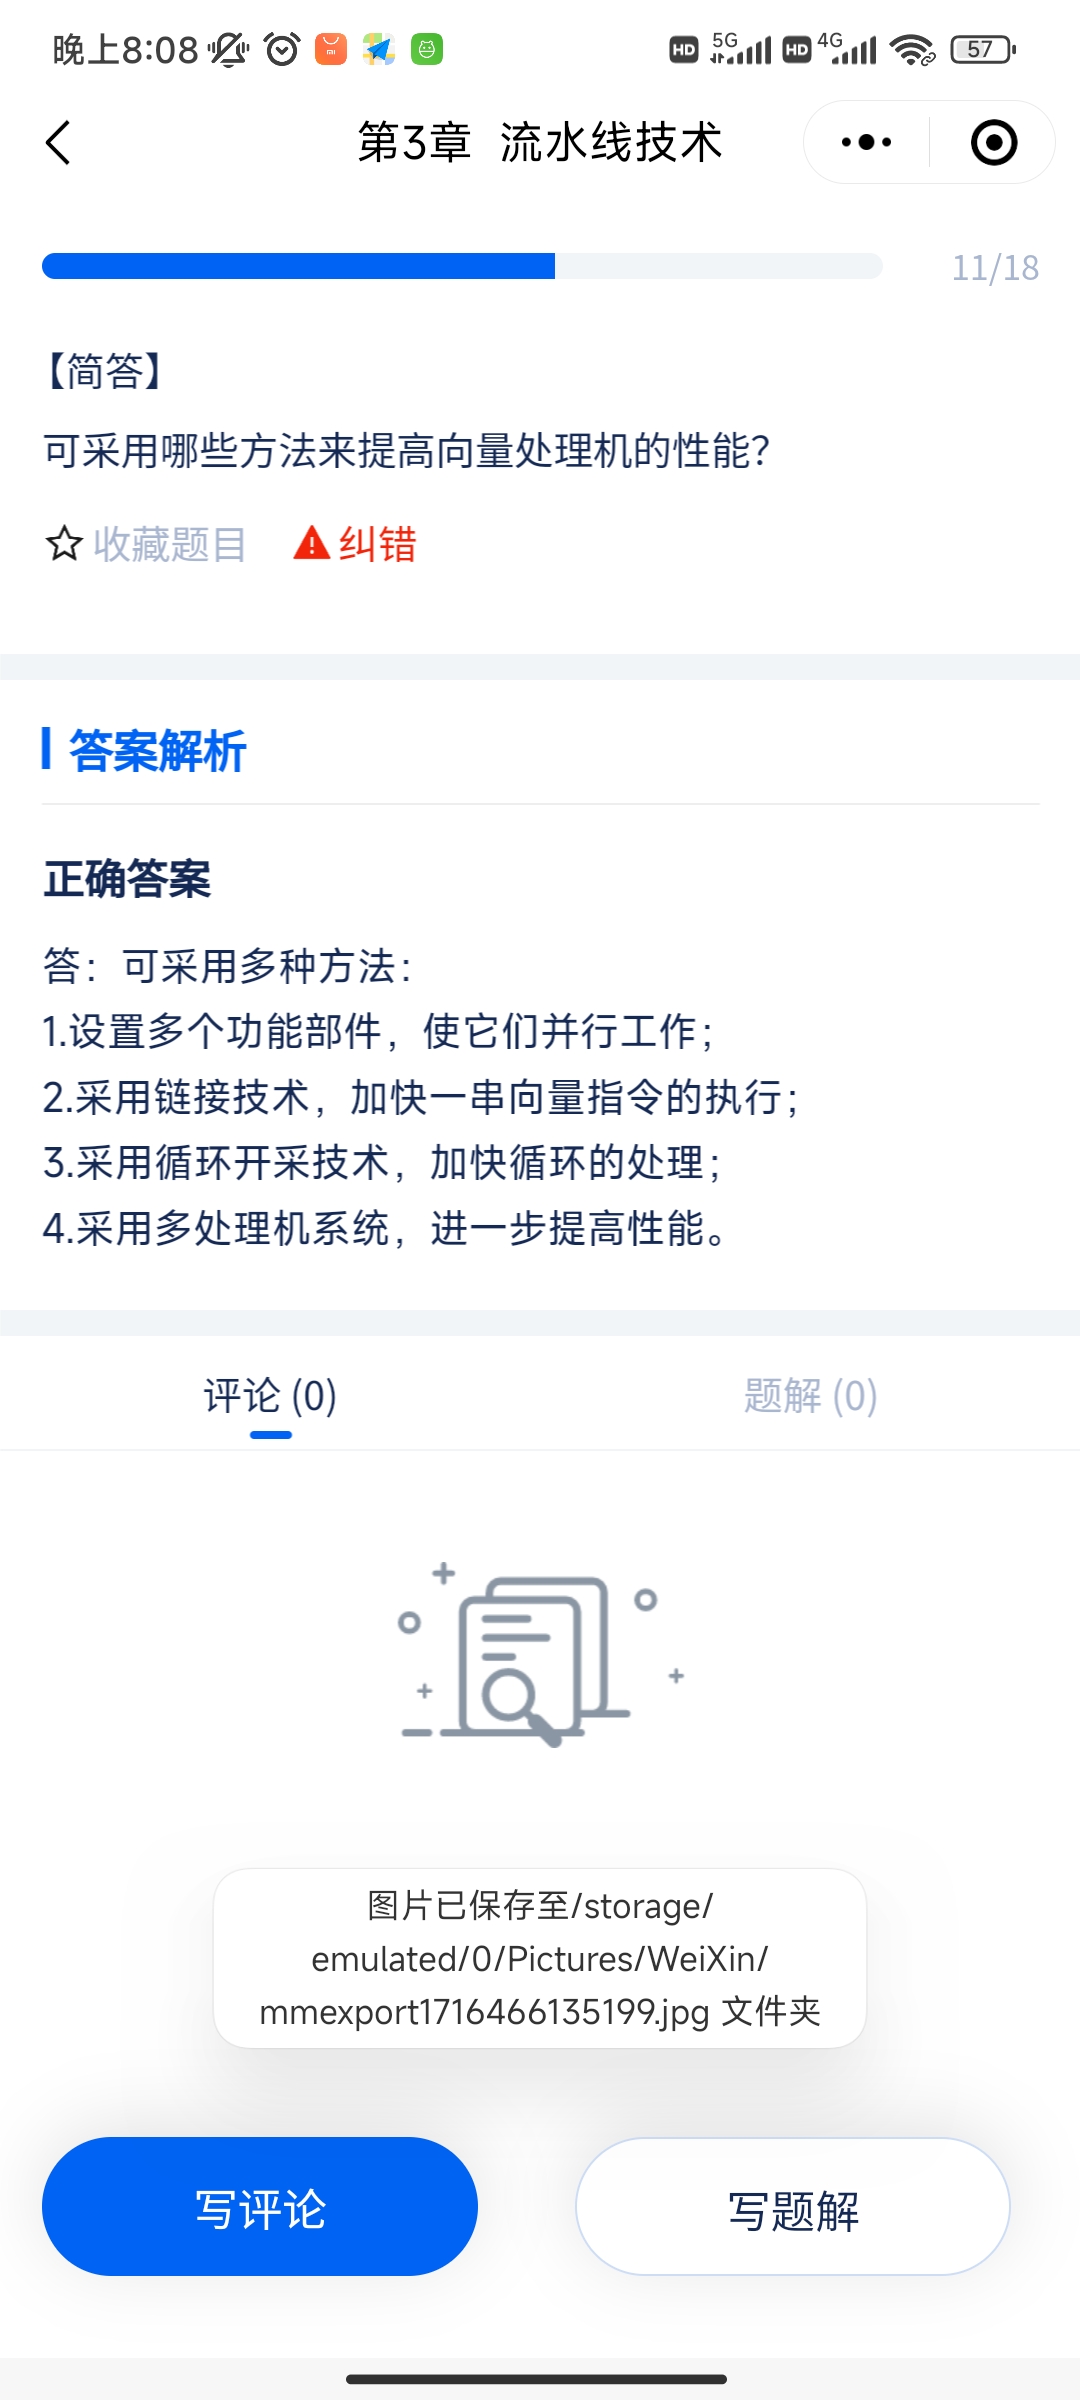 晚上8:08
HD 5G HD 4G 57
第3章 流水线技术
11/18
【简答】
可采用哪些方法来提高向量处理机的性能？
收藏题目 纠错
答案解析
正确答案
答：可采用多种方法：
1.设置多个功能部件，使它们并行工作；
2.采用链接技术，加快一串向量指令的执行；
3.采用循环开采技术，加快循环的处理；
4.采用多处理机系统，进一步提高性能。
评论 (0) 题解 (0)
图片已保存至/storage/
emulated/0/Pictures/WeiXin/
mmexport1716466135199.jpg 文件夹
写评论 写题解